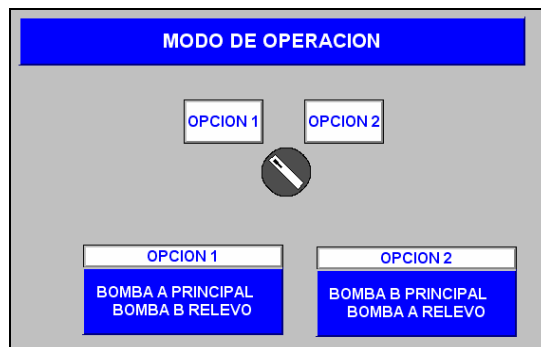 MODO DE OPERACION
OPCION 1
OPCION 2
OPCION 1
BOMBA A PRINCIPAL
BOMBA B RELEVO
OPCION 2
BOMBA B PRINCIPAL
BOMBA A RELEVO